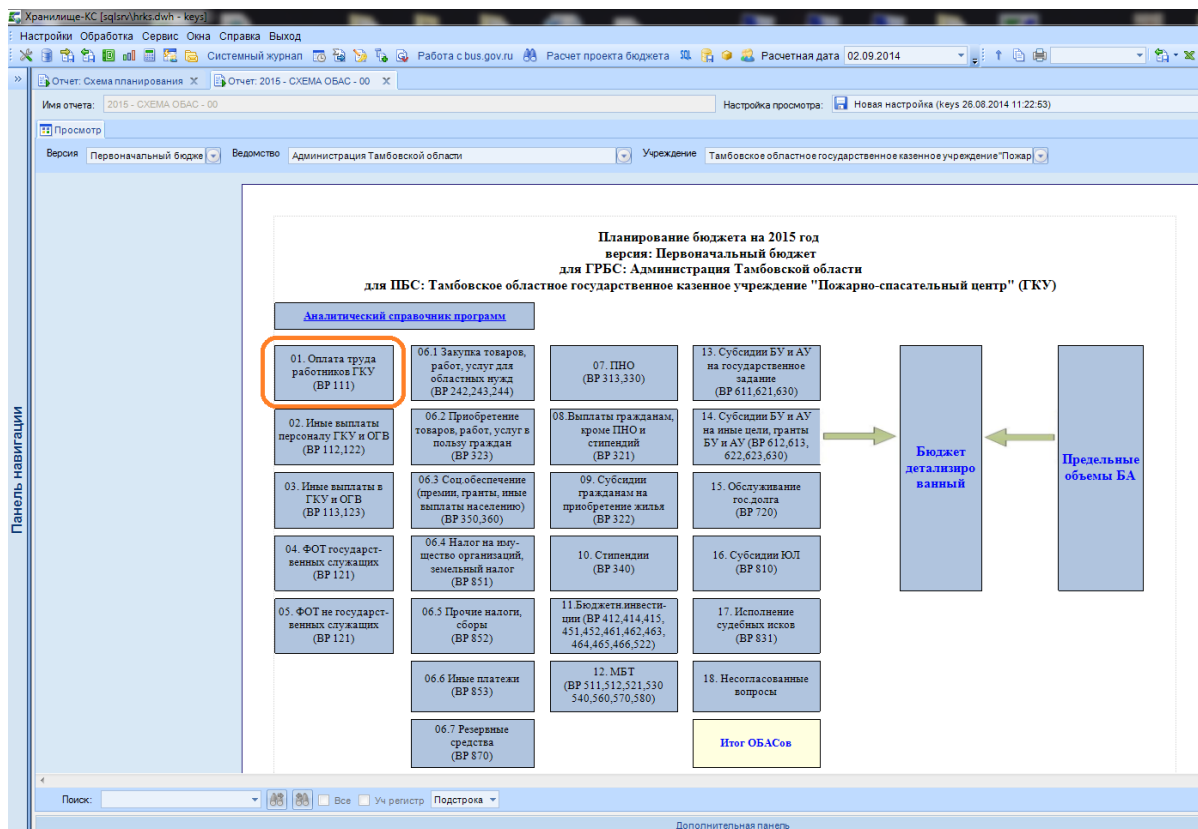 Хранилище-КС [sqlsrv\hrks.dwh - keys]
Настройки Обработка Сервис Окна Справка Выход
Системный журнал Работа с bus.gov.ru Расчет проекта бюджета SQL Расчетная дата 02.09.2014
Отчет: Схема планирования X Отчет: 2015 - СХЕМА ОБАС - 00 X
Имя отчета: 2015 - СХЕМА ОБАС - 00 Настройка просмотра: Новая настройка (keys 26.08.2014 11:22:53)
Просмотр
Версия Первоначальный бюдже Ведомство Администрация Тамбовской области Учреждение Тамбовское областное государственное казенное учреждение"Пожар
Панель навигации
Планирование бюджета на 2015 год
версия: Первоначальный бюджет
для ГРБС: Администрация Тамбовской области
для ПБС: Тамбовское областное государственное казенное учреждение "Пожарно-спасательный центр" (ГКУ)
Аналитический справочник программ
01. Оплата труда
работников ГКУ
(ВР 111)
02. Иные выплаты
персоналу ГКУ и ОГВ
(ВР 112,122)
03. Иные выплаты в
ГКУ и ОГВ
(ВР 113,123)
04. ФОТ государст-
венных служащих
(ВР 121)
05. ФОТ не государст-
венных служащих
(ВР 121)
06.1 Закупка товаров,
работ, услуг для
областных нужд
(ВР 242,243,244)
06.2 Приобретение
товаров, работ, услуг в
пользу граждан
(ВР 323)
06.3 Соц.обеспечение
(премии, гранты, иные
выплаты населению)
(ВР 350,360)
06.4 Налог на иму-
щество организаций,
земельный налог
(ВР 851)
06.5 Прочие налоги,
сборы
(ВР 852)
06.6 Иные платежи
(ВР 853)
06.7 Резервные
средства
(ВР 870)
07. ПНО
(ВР 313,330)
08.Выплаты гражданам,
кроме ПНО и
стипендий
(ВР 321)
09. Субсидии
гражданам на
приобретение жилья
(ВР 322)
10. Стипендии
(ВР 340)
11.Бюджетн.инвести-
ции (ВР 412,414,415,
451,452,461,462,463,
464,465,466,522)
12. МБТ
(ВР 511,512,521,530
540,560,570,580)
13. Субсидии БУ и АУ
на государственное
задание
(ВР 611,621,630)
14. Субсидии БУ и АУ
на иные цели, гранты
БУ и АУ (ВР 612,613,
622,623,630)
15. Обслуживание
гос.долга
(ВР 720)
16. Субсидии ЮЛ
(ВР 810)
17. Исполнение
судебных исков
(ВР 831)
18. Несогласованные
вопросы
Итог ОБАСов
Бюджет
детализиро
ванный
Предельные
объемы БА
Поиск: Все Уч регистр Подстрока
Дополнительная панель